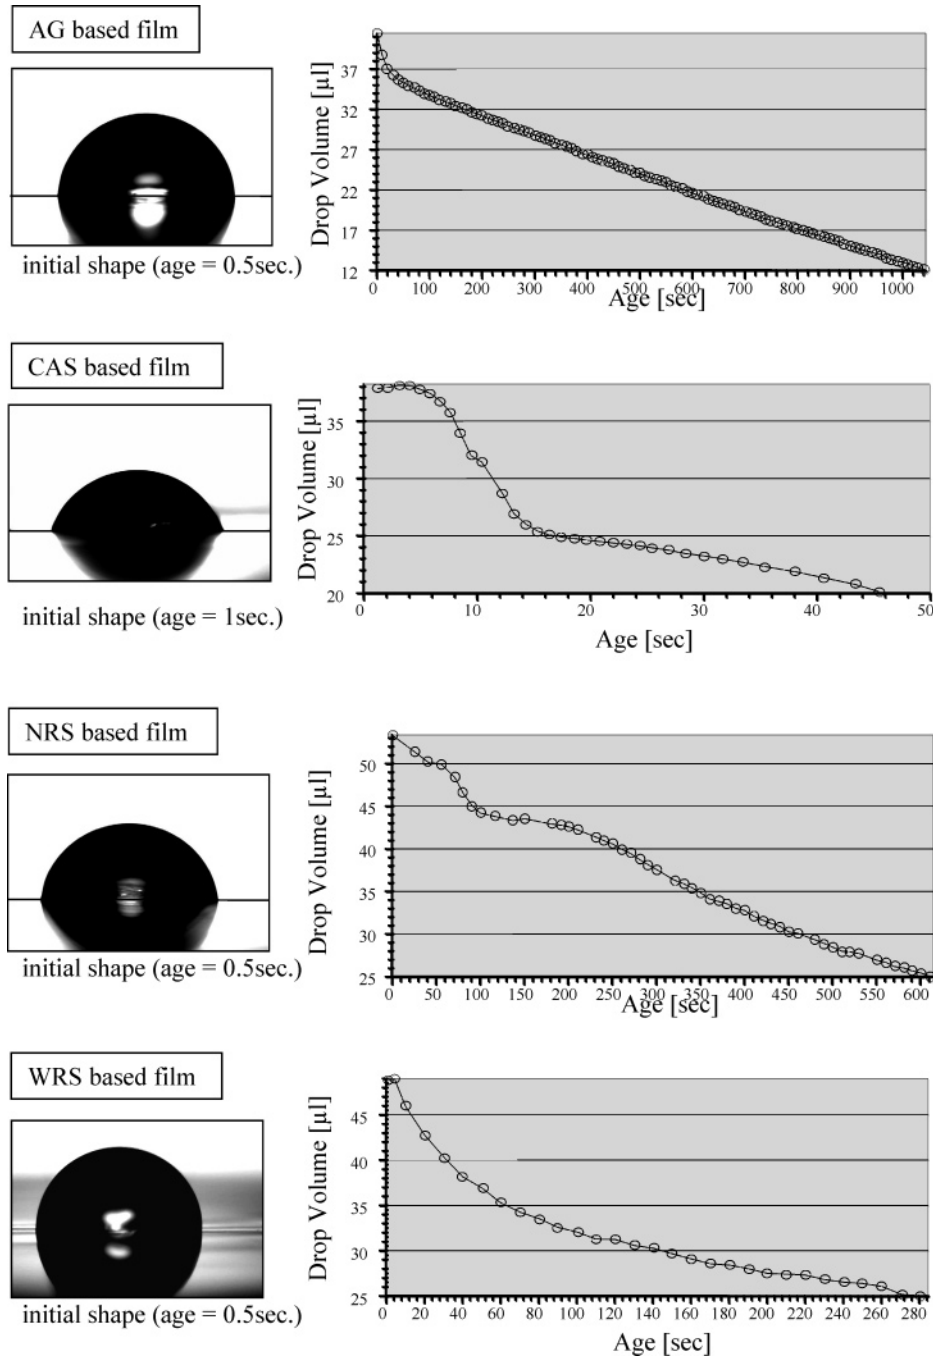 AG based film
initial shape (age = 0.5sec.)
Drop Volume [µl]
37
32
27
22
17
12
0 100 200 300 400 500 600 700 800 900 1000
Age [sec]
CAS based film
initial shape (age = 1sec.)
Drop Volume [µl]
35
30
25
20
0 10 20 30 40 50
Age [sec]
NRS based film
initial shape (age = 0.5sec.)
Drop Volume [µl]
50
45
40
35
30
25
0 50 100 150 200 250 300 350 400 450 500 550 600
Age [sec]
WRS based film
initial shape (age = 0.5sec.)
Drop Volume [µl]
45
40
35
30
25
0 20 40 60 80 100 120 140 160 180 200 220 240 260 280
Age [sec]